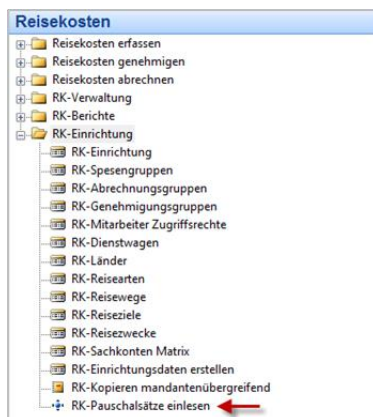 Reisekosten
Reisekosten erfassen
Reisekosten genehmigen
Reisekosten abrechnen
RK-Verwaltung
RK-Berichte
RK-Einrichtung
RK-Einrichtung
RK-Spesengruppen
RK-Abrechnungsgruppen
RK-Genehmigungsgruppen
RK-Mitarbeiter Zugriffsrechte
RK-Dienstwagen
RK-Länder
RK-Reisearten
RK-Reisewege
RK-Reiseziele
RK-Reisezwecke
RK-Sachkonten Matrix
RK-Einrichtungsdaten erstellen
RK-Kopieren mandantenübergreifend
RK-Pauschalsätze einlesen